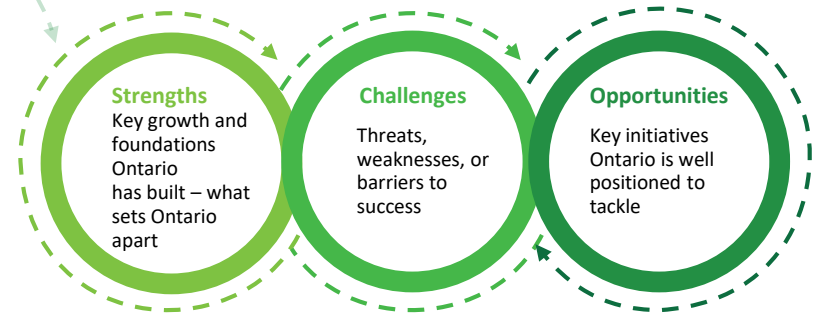 Strengths
Key growth and
foundations
Ontario
has built – what
sets Ontario
apart
Challenges
Threats,
weaknesses, or
barriers to
success
Opportunities
Key initiatives
Ontario is well
positioned to
tackle